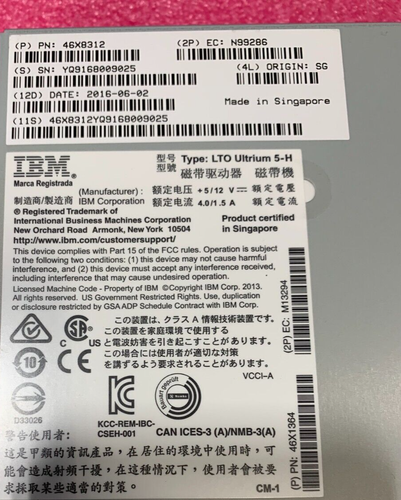 (P) PN: 46X8312
(2P) EC: N99286
(S) SN: YQ9168009025
(4L) ORIGIN: SG
(12D) DATE: 2016-06-02
Made in Singapore
(11S) 46X8312YQ9168009025
IBM
Marca Registrada
型号
型號
Type: LTO Ultrium 5-H
磁带驱动器 磁帶機
制造商/製造商
(Manufacturer)
IBM Corporation
额定电压 +5/12 V 額定電壓
额定电流 4.0/1.5 A 額定電流
® Registered Trademark of
International Business Machines Corporation
New Orchard Road Armonk, New York 10504
http://www.ibm.com/customersupport/
Product certified
in Singapore
This device complies with Part 15 of the FCC rules. Operation is subject
to the following two conditions: (1) this device may not cause harmful
interference, and (2) this device must accept any interference received,
including interference that may cause undesired operation.
Licensed Machine Code - Property of IBM ©Copyright IBM Corp. 2013.
All rights reserved. US Government Restricted Rights. Use, duplication
or disclosure restricted by GSA ADP Schedule Contract with IBM Corp.
この装置は、クラスＡ情報技術装置です。
この装置を家庭環境で使用する
と電波妨害を引き起こすことがあります。
この場合には使用者が適切な対策
を講ずるよう要求されることがあります。
VCCI-A
C US
10
D33026
KCC-REM-IBC-
CSEH-001
Bauart geprüft
CAN ICES-3 (A)/NMB-3(A)
警告使用者:
這是甲類的資訊產品，在居住的環境中使用時，可
能會造成射頻干擾，在這種情況下，使用者會被要
求採取某些適當的對策。
CM-1
(2P) EC: M13294
(P) PN: 46X1364